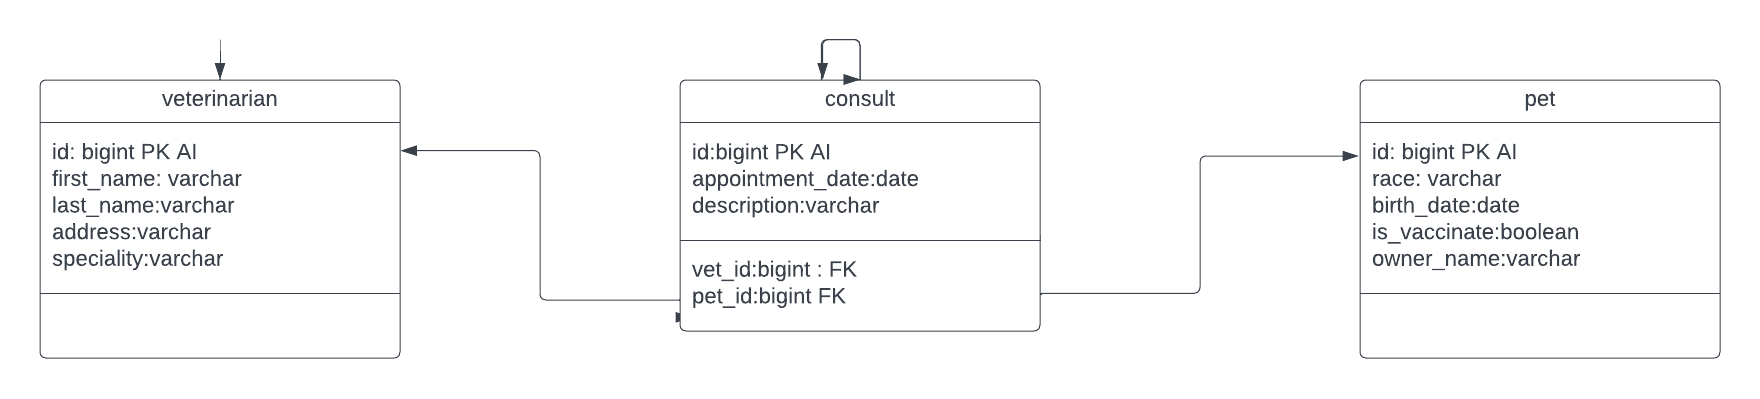 veterinarian
id: bigint PK AI
first_name: varchar
last_name:varchar
address:varchar
speciality:varchar
consult
id:bigint PK AI
appointment_date:date
description:varchar
vet_id:bigint : FK
pet_id:bigint FK
pet
id: bigint PK AI
race: varchar
birth_date:date
is_vaccinate:boolean
owner_name:varchar